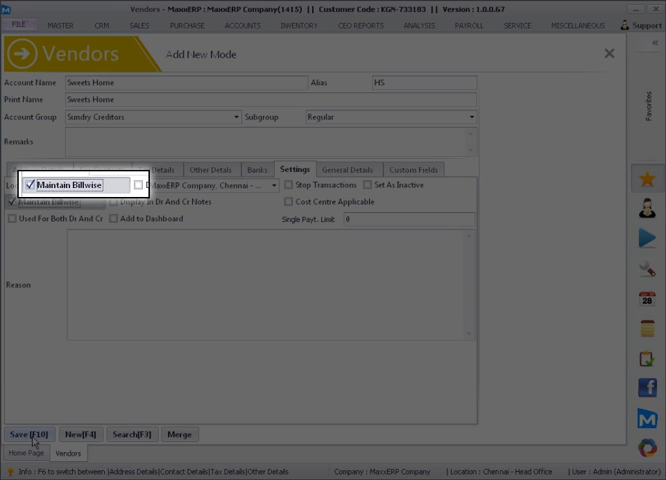 Vendors - MaxxERP : MaxxERP Company(1415) || Customer Code : KGN-733103 || Version : 1.0.0.67
FILE MASTER CRM SALES PURCHASE ACCOUNTS INVENTORY CEO REPORTS ANALYSIS PAYROLL SERVICE MISCELLANEOUS Support
Vendors Add New Mode
Account Name Sweets Home Alias HS
Print Name Sweets Home
Account Group Sundry Creditors Subgroup Regular
Remarks
Details Other Details Banks Settings General Details Custom Fields
Maintain Billwise MaxxERP Company, Chennai - ... Stop Transactions Set As Inactive
Maintain Billwise Display In Dr And Cr Notes Cost Centre Applicable
Used For Both Dr And Cr Add to Dashboard Single Payt. Limit 0
Reason
Save [F10] New[F4] Search[F3] Merge
Home Page Vendors
Info : F6 to switch between |Address Details|Contact Details|Tax Details|Other Details Company : MaxxERP Company Location : Chennai - Head Office User : Admin (Administrator)
Favorites
28